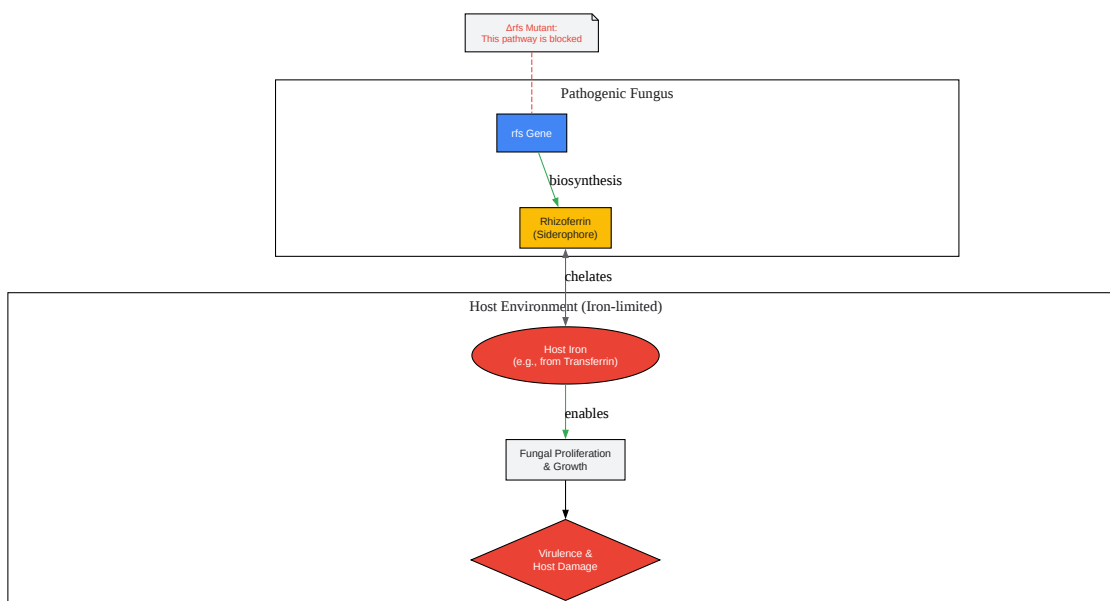 Δrfs Mutant:
This pathway is blocked
Pathogenic Fungus
rfs Gene
biosynthesis
Rhizoferrin
(Siderophore)
chelates
Host Environment (Iron-limited)
Host Iron
(e.g., from Transferrin)
enables
Fungal Proliferation
& Growth
Virulence &
Host Damage